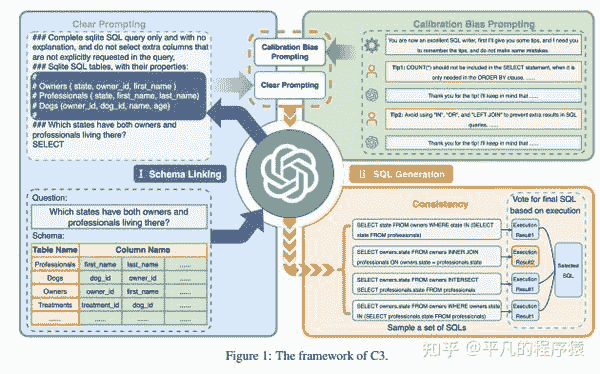 Clear Prompting
### Complete sqlite SQL query only and with no
explanation, and do not select extra columns that
are not explicitly requested in the query,
### Sqlite SQL tables, with their properties:
#
# Owners ( state, owner_id, first_name )
# Professionals ( state, first_name, last_name)
# Dogs (owner_id, dog_id, name, age)
#
### Which states have both owners and
professionals living there?
SELECT
Calibration Bias
Prompting
Clear Prompting
Calibration Bias Prompting
You are now an excellent SQL writer, first I'll give you some tips, and I need you
to remember the tips, and do not make some mistakes.
Tip1: COUNT(*) should not be included in the SELECT statement, when it
is only needed in the ORDER BY clause. ......
Thank you for the tip! I'll keep in mind that ......
Tip2: Avoid using "IN", "OR", and "LEFT JOIN" to prevent extra results in SQL
queries. ......
Thank you for the tip! I'll keep in mind that ......
I Schema Linking
II SQL Generation
Question:
Which states have both owners and
professionals living there?
Schema:
Table Name Column Name
Professionals first_name last_name ......
Dogs dog_id owner_id ......
Owners owner_id first_name ......
Treatments treatment_id dog_id ......
...... ...... ...... ......
Consistency
Vote for final SQL
based on execution
SELECT state FROM owners WHERE state IN (SELECT
state FROM professionals)
Execution
Result1
SELECT owners.state FROM owners INNER JOIN
professionals ON owners.state = professionals.state
Execution
Result2
SELECT owners.state FROM owners INTERSECT
SELECT professionals.state FROM professionals
Execution
Result1
SELECT owners.state FROM owners WHERE owners.state
IN (SELECT professionals.state FROM professionals)
Execution
Result1
Selected
SQL
Sample a set of SQLs
Figure 1: The framework of C3.
知乎 @平凡的程序猿